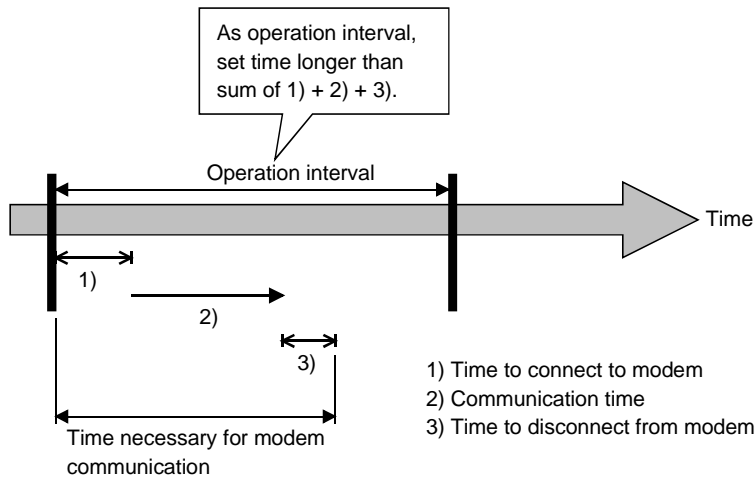 As operation interval,
set time longer than
sum of 1) + 2) + 3).
Operation interval
Time
1)
2)
3)
1) Time to connect to modem
2) Communication time
3) Time to disconnect from modem
Time necessary for modem
communication